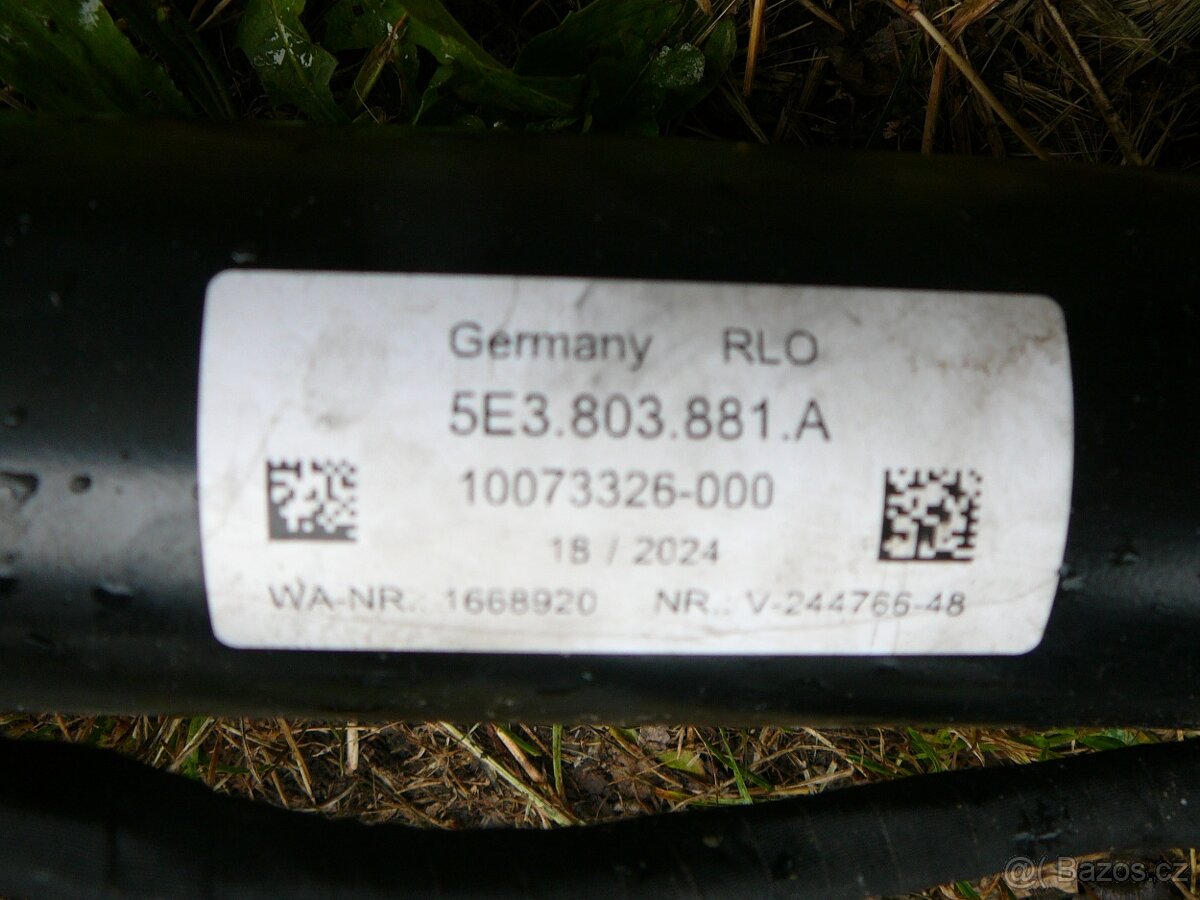 Germany RLO
5E3.803.881.A
10073326-000
18 / 2024
WA-NR.: 1668920 NR.: V-244766-48
@( Bazos.cz